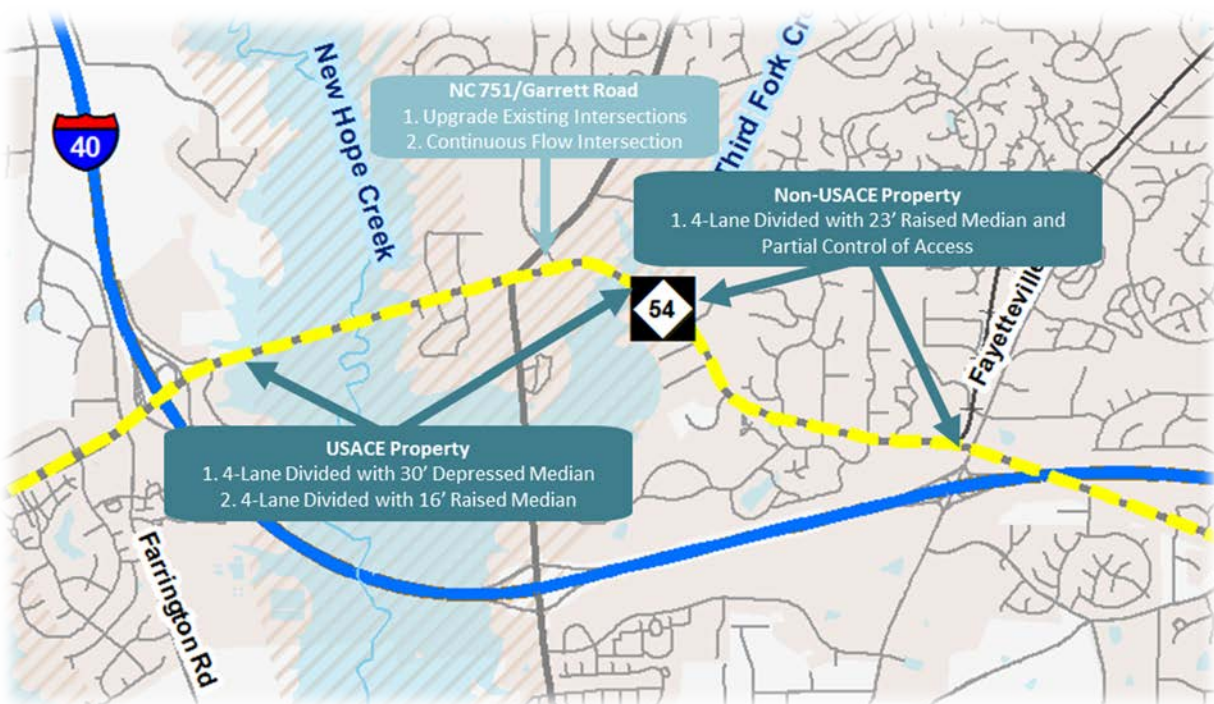 New Hope Creek
Third Fork Cre
NC 751/Garrett Road
1. Upgrade Existing Intersections
2. Continuous Flow Intersection
40
Non-USACE Property
1. 4-Lane Divided with 23’ Raised Median and
Partial Control of Access
54
Fayetteville
USACE Property
1. 4-Lane Divided with 30’ Depressed Median
2. 4-Lane Divided with 16’ Raised Median
Farrington Rd